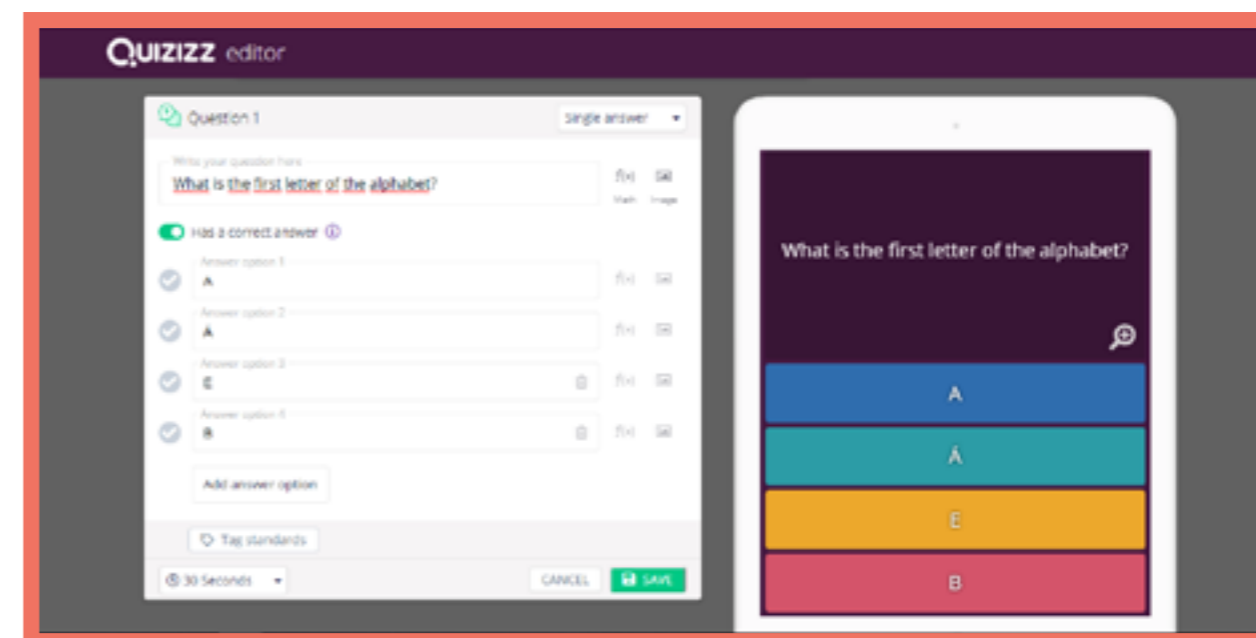 QUIZIZZ editor
Question 1
Single answer
Write your question here
What is the first letter of the alphabet?
f(x)
Math Image
Has a correct answer
Answer option 1
A
f(x)
Answer option 2
Á
f(x)
Answer option 3
E
f(x)
Answer option 4
B
f(x)
Add answer option
Tag standards
30 Seconds
CANCEL
SAVE
What is the first letter of the alphabet?
A
Á
E
B